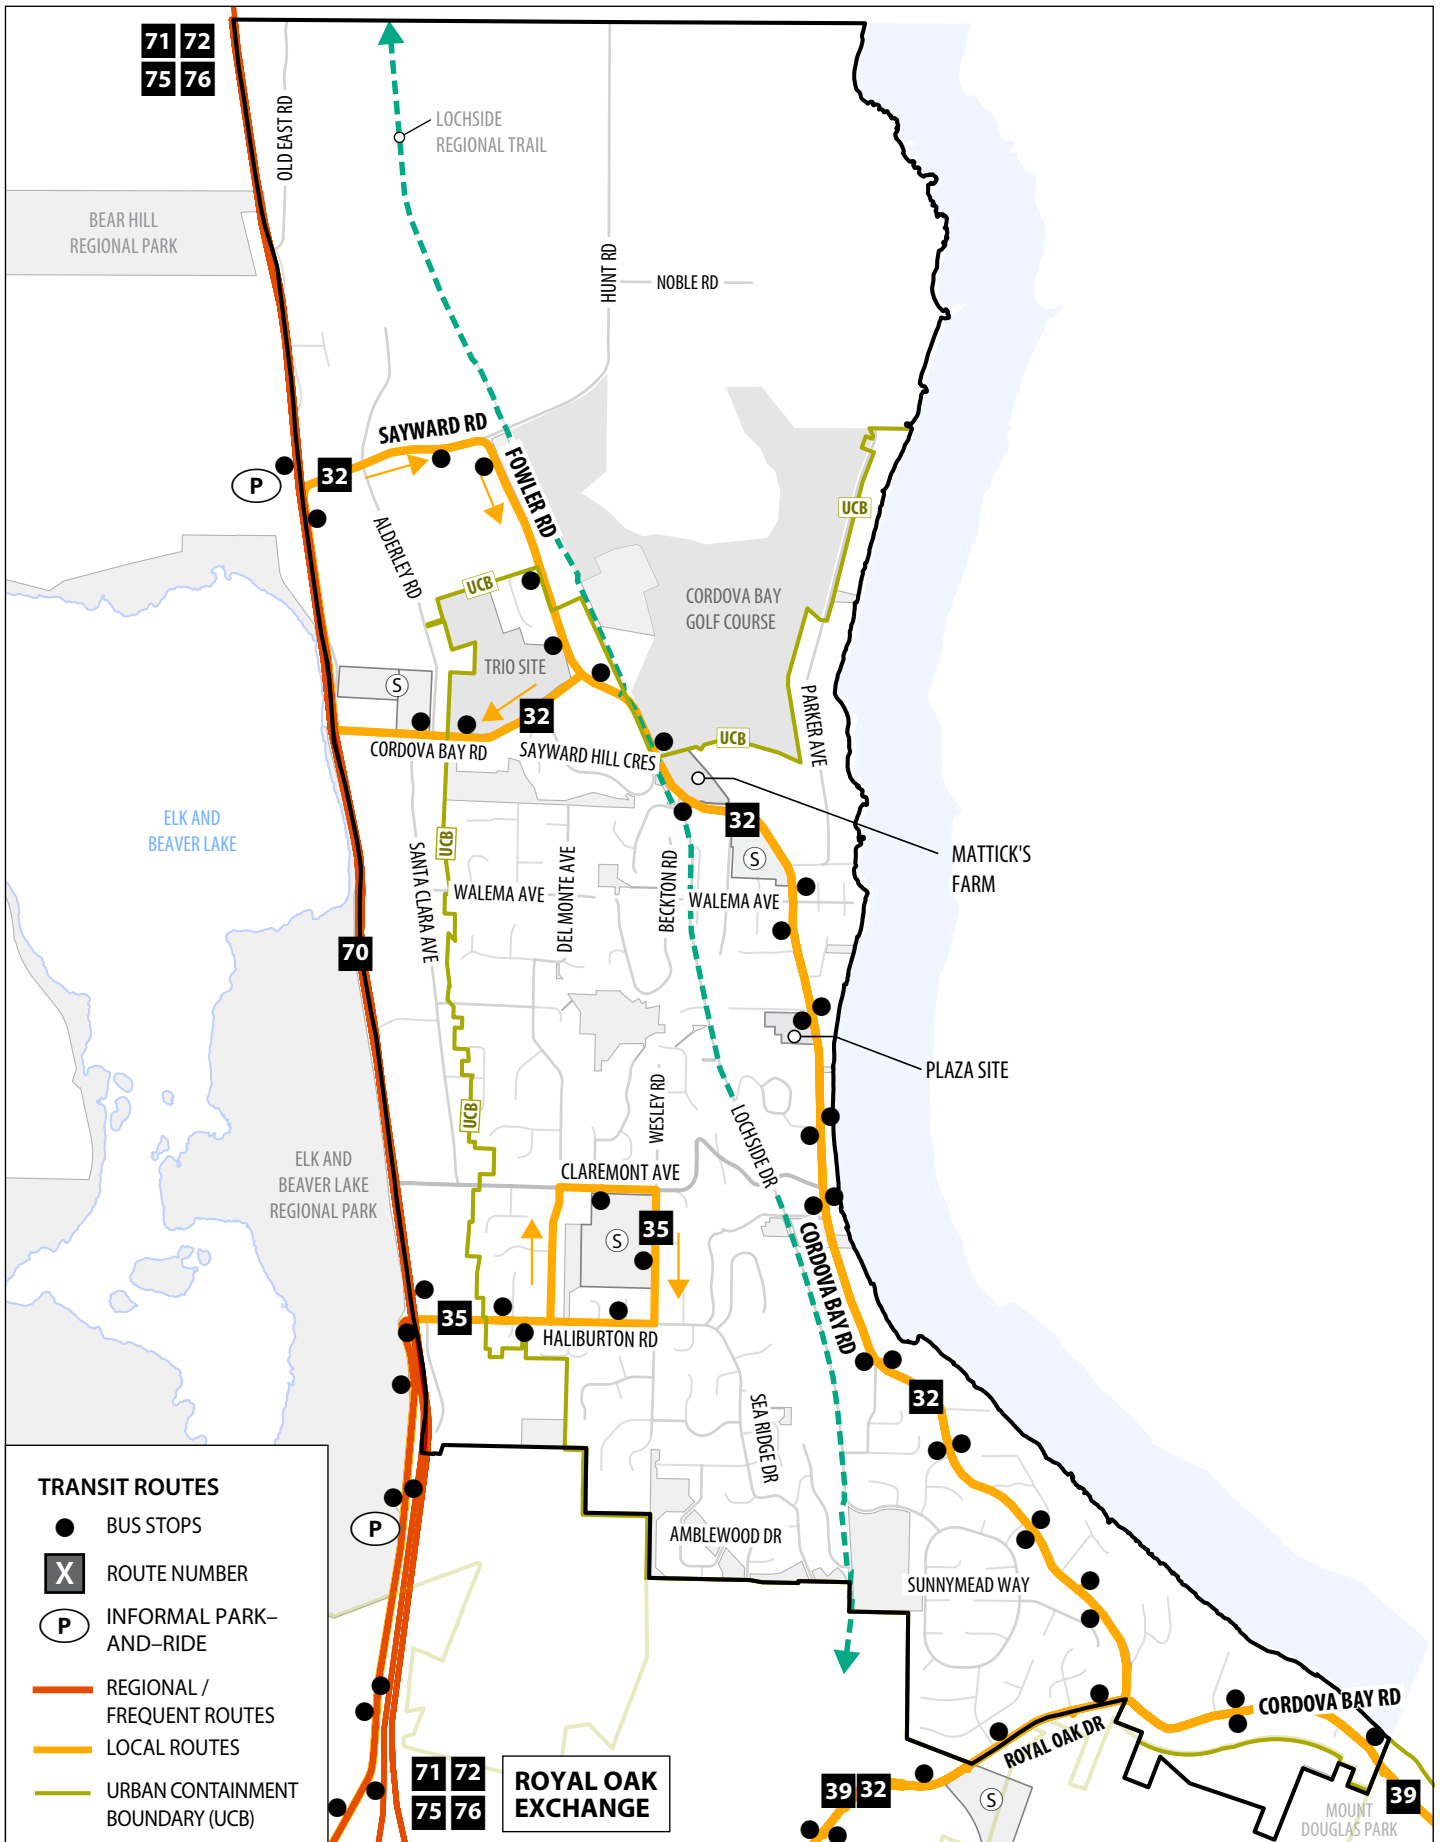 71 72
75 76
OLD EAST RD
LOCHSIDE
REGIONAL TRAIL
BEAR HILL
REGIONAL PARK
HUNT RD
NOBLE RD
SAYWARD RD
FOWLER RD
P
32
ALDERLEY RD
UCB
UCB
CORDOVA BAY
GOLF COURSE
TRIO SITE
S
32
PARKER AVE
CORDOVA BAY RD
SAYWARD HILL CRES
UCB
ELK AND
BEAVER LAKE
32
UCB
S
MATTICK'S
FARM
SANTA CLARA AVE
WALEMA AVE
DEL MONTE AVE
BECKTON RD
WALEMA AVE
70
PLAZA SITE
UCB
WESLEY RD
LOCHSIDE DR
ELK AND
BEAVER LAKE
REGIONAL PARK
CLAREMONT AVE
S
35
CORDOVA BAY RD
35
HALIBURTON RD
32
SEA RIDGE DR
AMBLEWOOD DR
SUNNYMEAD WAY
P
TRANSIT ROUTES
BUS STOPS
X
ROUTE NUMBER
P
INFORMAL PARK–
AND–RIDE
REGIONAL /
FREQUENT ROUTES
LOCAL ROUTES
URBAN CONTAINMENT
BOUNDARY (UCB)
71 72
75 76
ROYAL OAK
EXCHANGE
CORDOVA BAY RD
ROYAL OAK DR
39 32
S
39
MOUNT
DOUGLAS PARK